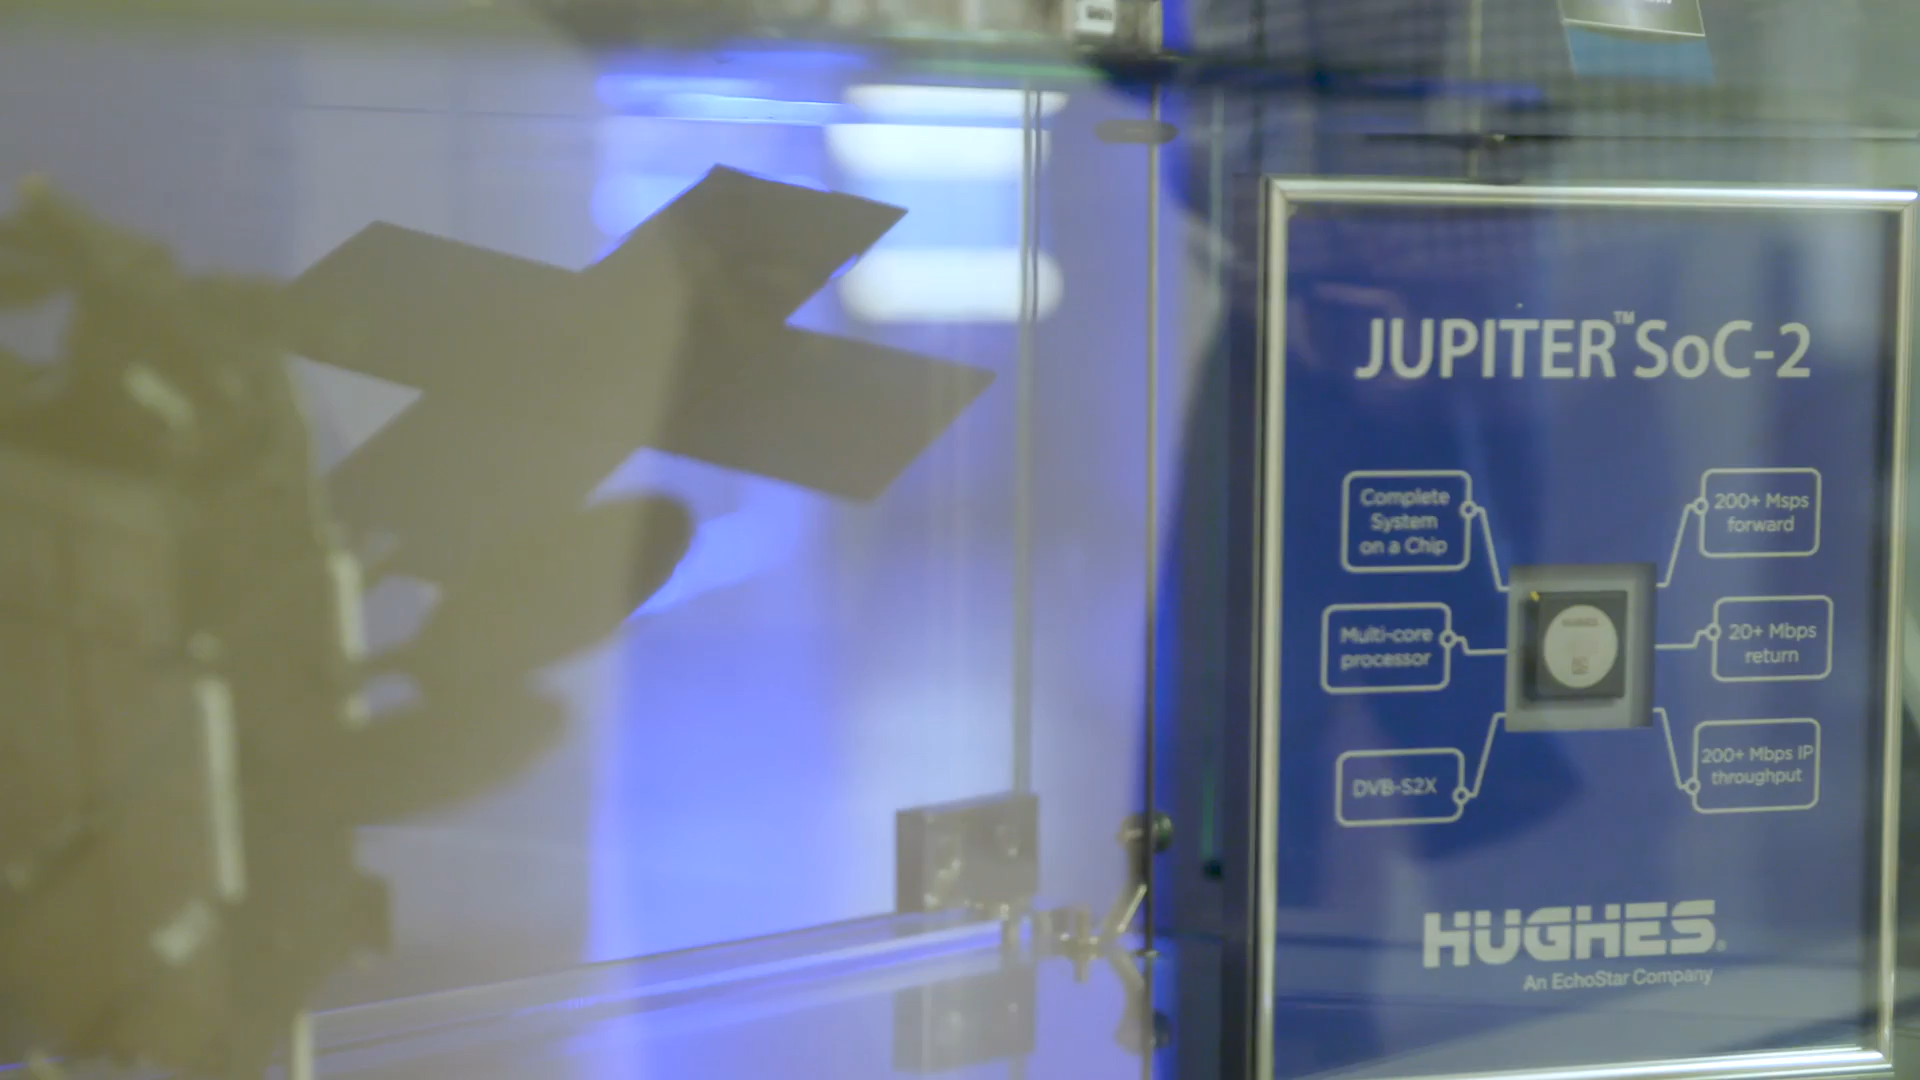 JUPITER™ SoC-2
Complete
System
on a Chip
200+ Msps
forward
Multi-core
processor
20+ Mbps
return
DVB-S2X
200+ Mbps IP
throughput
HUGHES®
An EchoStar Company